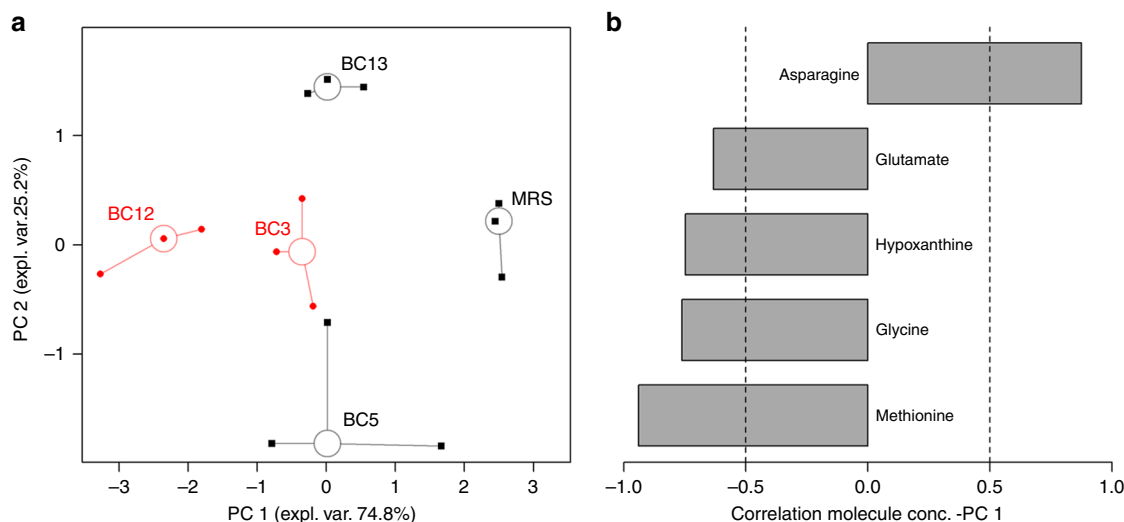 a
BC13
BC12
BC3
MRS
BC5
1
0
−1
PC 2 (expl. var.25.2%)
−3 −2 −1 0 1 2 3
PC 1 (expl. var. 74.8%)
b
Asparagine
Glutamate
Hypoxanthine
Glycine
Methionine
−1.0 −0.5 0.0 0.5 1.0
Correlation molecule conc. -PC 1